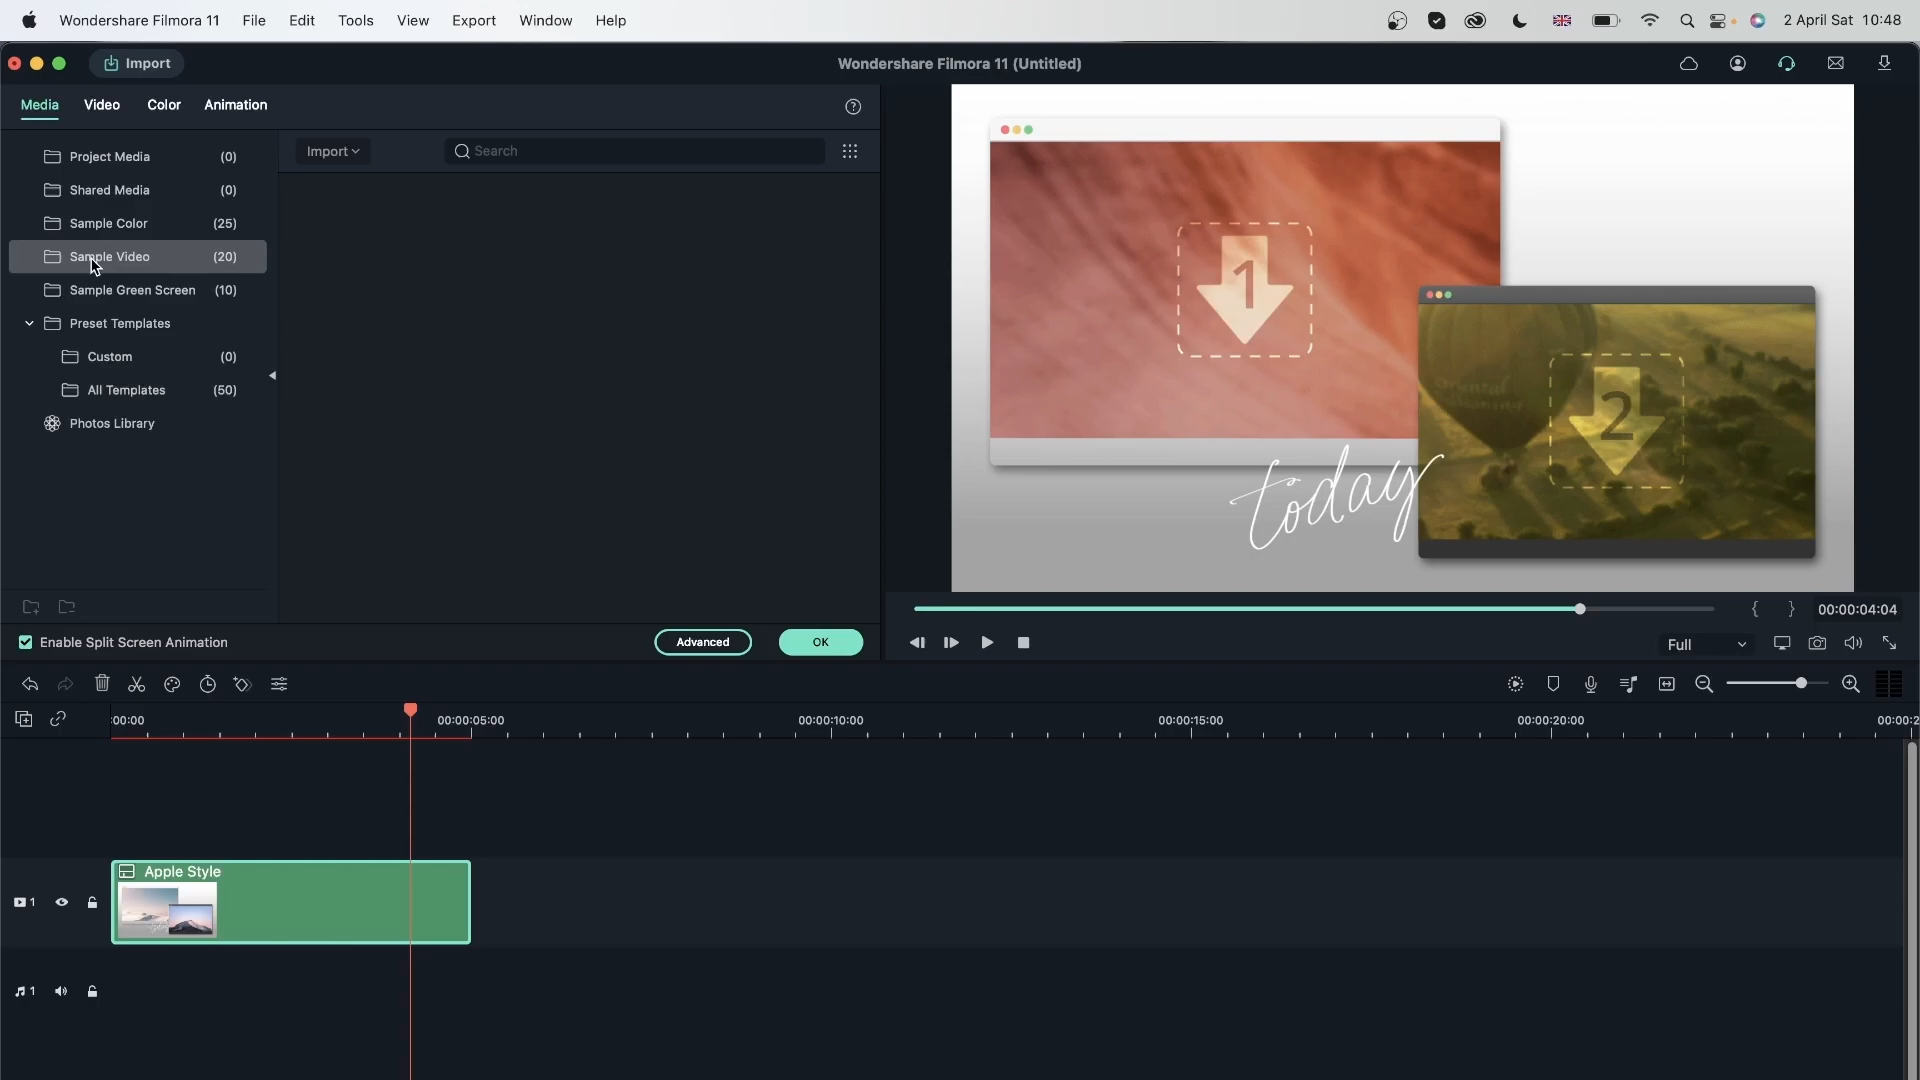 Wondershare Filmora 11 File Edit Tools View Export Window Help 2 April Sat 10:48
Import Wondershare Filmora 11 (Untitled)
Media Video Color Animation
Import Search
Project Media (0)
Shared Media (0)
Sample Color (25)
Sample Video (20)
Sample Green Screen (10)
Preset Templates
Custom (0)
All Templates (50)
Photos Library
1
2
today
Enable Split Screen Animation Advanced OK
{ } 00:00:04:04
Full
:00:00 00:00:05:00 00:00:10:00 00:00:15:00 00:00:20:00 00:00:2
Apple Style
1
1